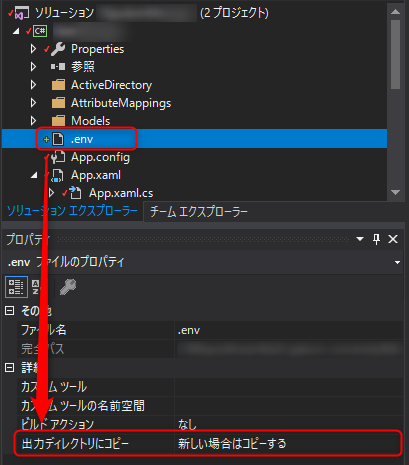 ソリューション (2 プロジェクト)
C#
Properties
参照
ActiveDirectory
AttributeMappings
Models
.env
App.config
App.xaml
App.xaml.cs
ソリューション エクスプローラー チーム エクスプローラー
プロパティ
.env ファイルのプロパティ
その他
ファイル名 .env
完全パス
詳細
カスタム ツール
カスタム ツールの名前空間
ビルド アクション なし
出力ディレクトリにコピー 新しい場合はコピーする